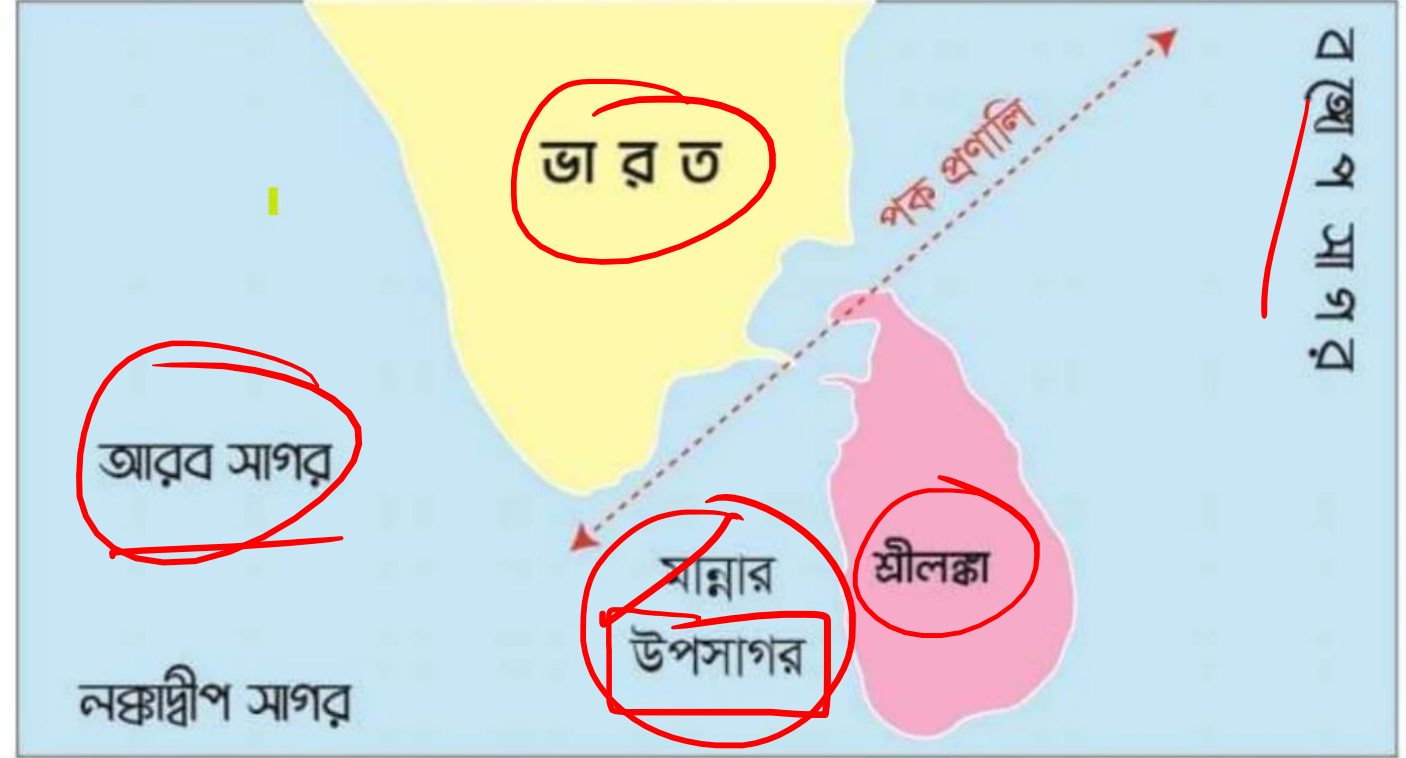 ভারত
পক প্রণালি
বঙ্গোপসাগর
আরব সাগর
মান্নার
উপসাগর
শ্রীলঙ্কা
লক্কাদ্বীপ সাগর